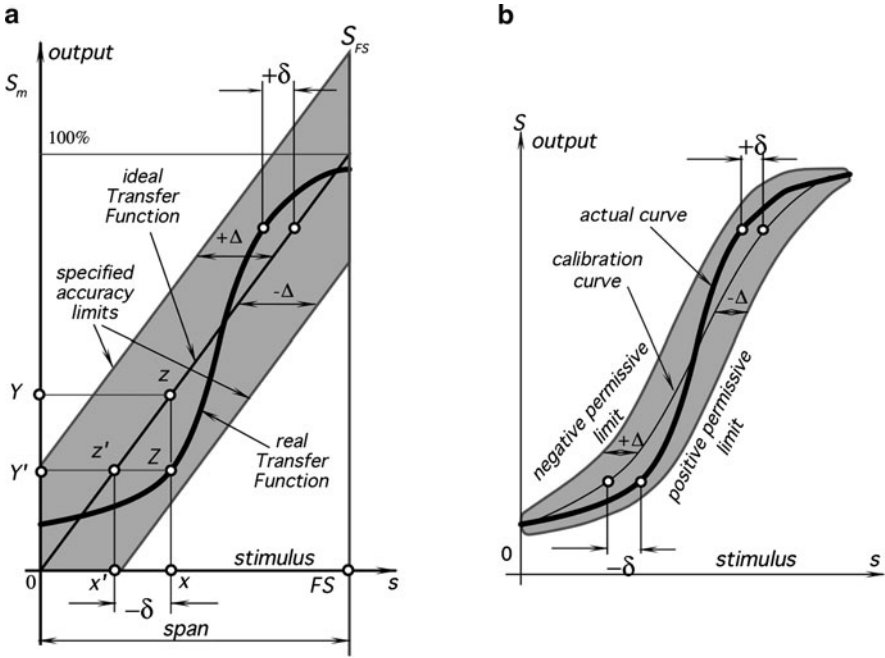 a
output
S_m
S_FS
+δ
100%
ideal
Transfer
Function
+Δ
-Δ
specified
accuracy
limits
Y
z
Y'
z'
Z
real
Transfer
Function
stimulus
0
x'
x
FS
s
−δ
span
b
S
output
+δ
actual curve
calibration
curve
-Δ
negative permissive
limit
+Δ
positive permissive
limit
0
stimulus
s
−δ